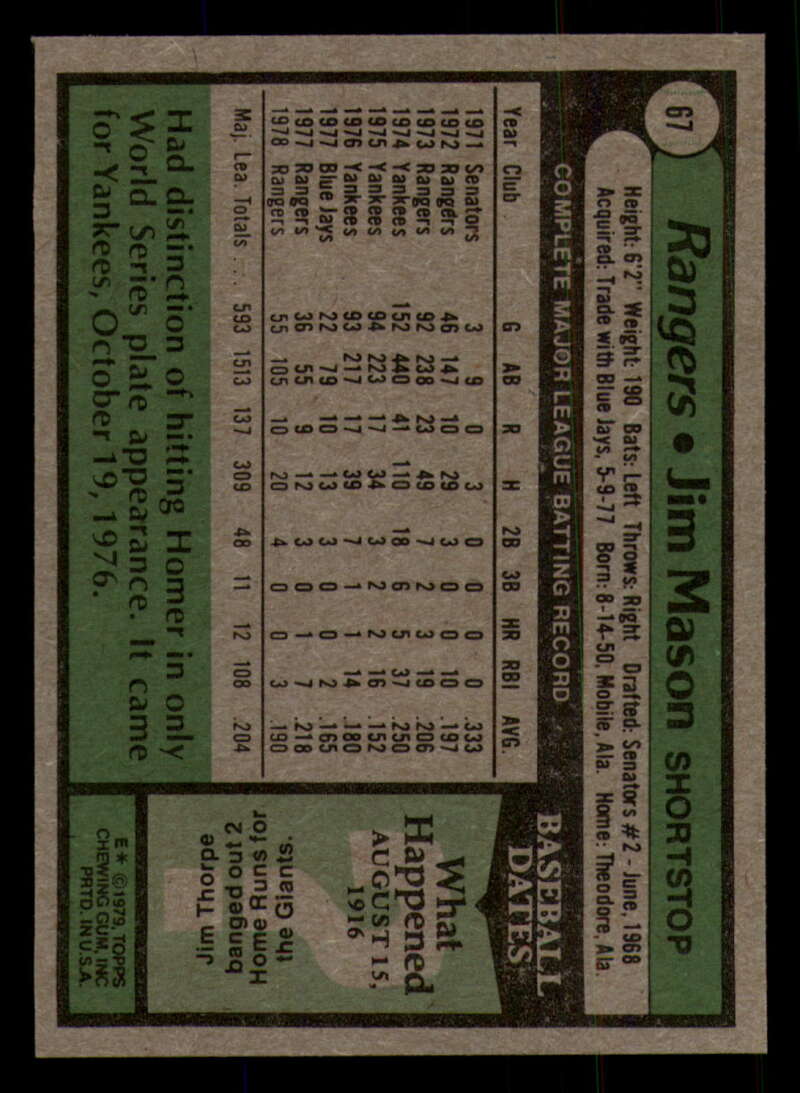 67
Rangers • Jim Mason SHORTSTOP
Height: 6'2" Weight: 190 Bats: Left Throws: Right Drafted: Senators #2 - June, 1968
Acquired: Trade with Blue Jays, 5-9-77 Born: 8-14-50, Mobile, Ala. Home: Theodore, Ala.
COMPLETE MAJOR LEAGUE BATTING RECORD
Year Club G AB R H 2B 3B HR RBI AVG.
1971 Senators 3 9 0 3 0 0 0 0 .333
1972 Rangers 46 147 10 29 3 0 0 10 .197
1973 Rangers 92 238 23 49 7 2 3 19 .206
1974 Yankees 152 440 41 110 18 6 5 37 .250
1975 Yankees 94 223 17 34 3 2 2 16 .152
1976 Yankees 93 217 17 39 7 1 1 14 .180
1977 Blue Jays 22 79 10 13 3 0 0 2 .165
1977 Rangers 36 55 9 12 3 0 1 7 .218
1978 Rangers 55 105 10 20 4 0 0 3 .190
Maj. Lea. Totals . . . 593 1513 137 309 48 11 12 108 .204
Had distinction of hitting Homer in only
World Series plate appearance. It came
for Yankees, October 19, 1976.
BASEBALL
DATES
What
Happened
AUGUST 15,
1916
Jim Thorpe
banged out 2
Home Runs for
the Giants.
E* ©1979, TOPPS
CHEWING GUM, INC
PRTD. IN U.S.A.